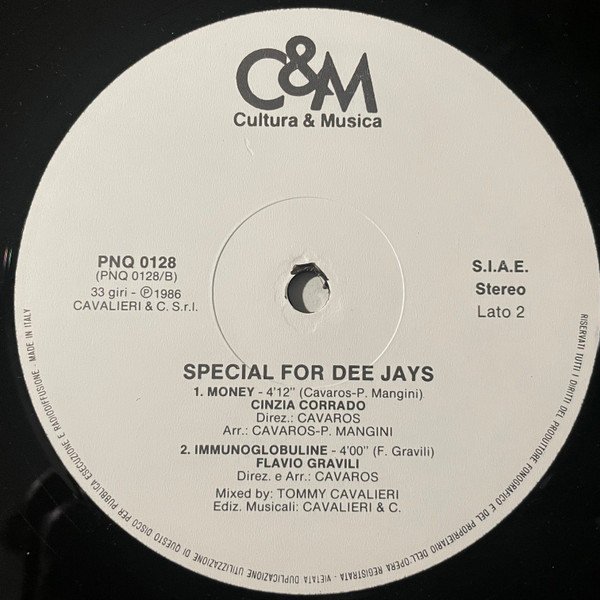 C&M
Cultura & Musica
PNQ 0128
(PNQ 0128/B)
33 giri - Ⓟ1986
CAVALIERI & C. S.r.l.
S.I.A.E.
Stereo
Lato 2
SPECIAL FOR DEE JAYS
1. MONEY - 4'12" (Cavaros-P. Mangini)
CINZIA CORRADO
Direz.: CAVAROS
Arr.: CAVAROS-P. MANGINI
2. IMMUNOGLOBULINE - 4'00" (F. Gravili)
FLAVIO GRAVILI
Direz. e Arr.: CAVAROS
Mixed by: TOMMY CAVALIERI
Ediz. Musicali: CAVALIERI & C.
RISERVATI TUTTI I DIRITTI DEL PRODUTTORE FONOGRAFICO E DEL PROPRIETARIO DELL'OPERA REGISTRATA - VIETATA DUPLICAZIONE UTILIZZAZIONE DI QUESTO DISCO PER PUBBLICA ESECUZIONE E RADIODIFFUSIONE - MADE IN ITALY